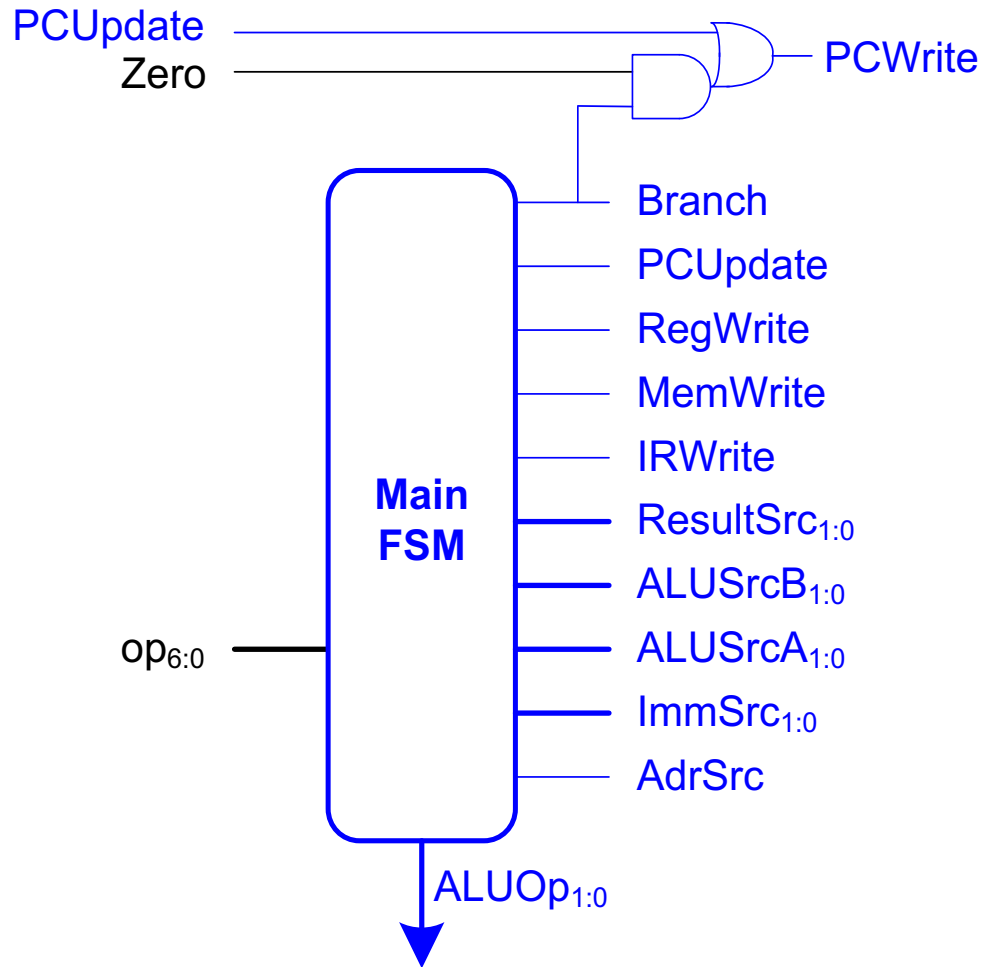 PCUpdate
Zero
PCWrite
Branch
PCUpdate
RegWrite
MemWrite
IRWrite
Main
FSM
ResultSrc1:0
ALUSrcB1:0
op6:0
ALUSrcA1:0
ImmSrc1:0
AdrSrc
ALUOp1:0